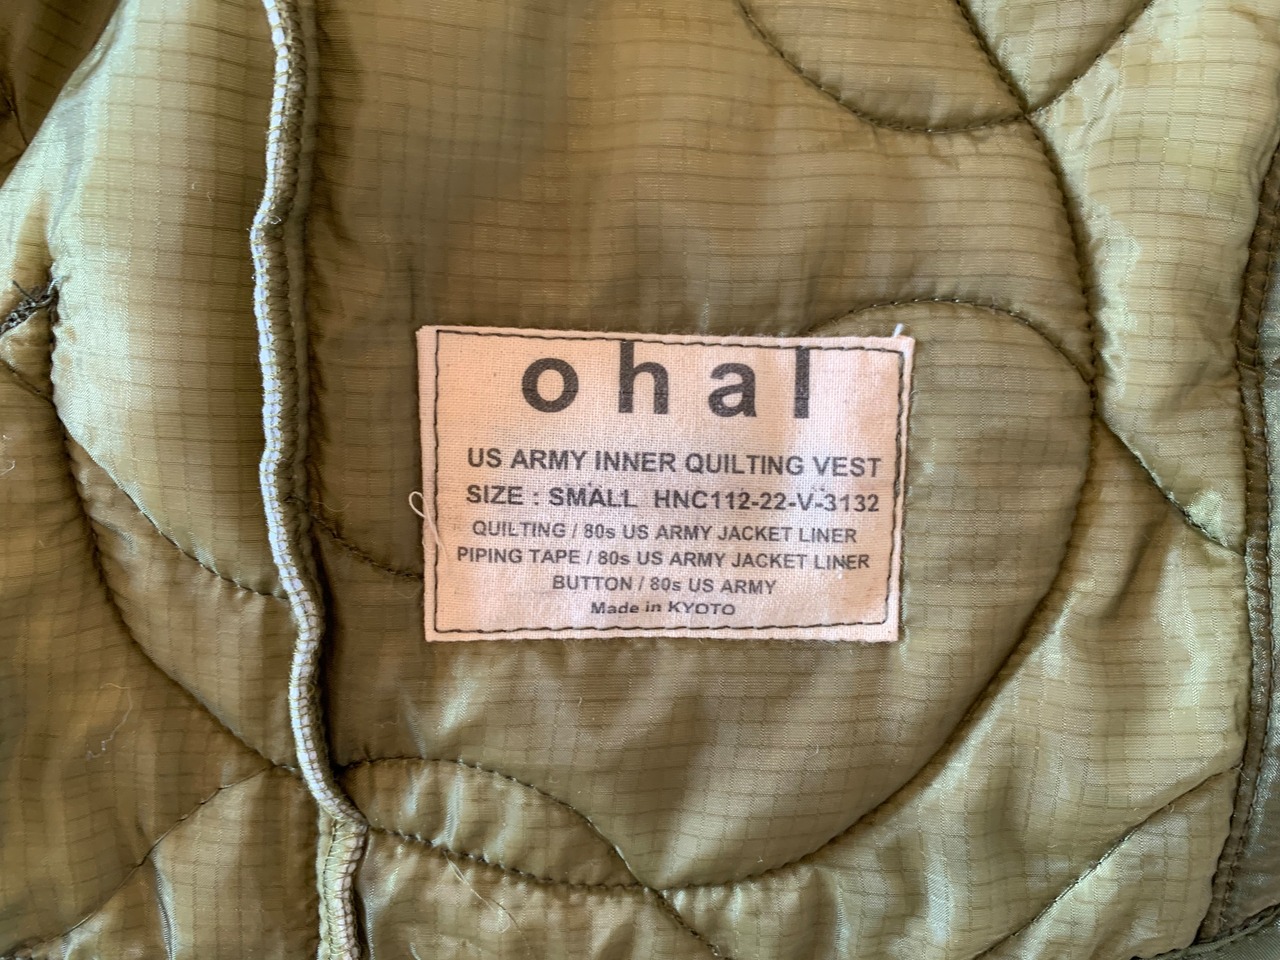 ohal
US ARMY INNER QUILTING VEST
SIZE : SMALL HNC112-22-V-3132
QUILTING / 80s US ARMY JACKET LINER
PIPING TAPE / 80s US ARMY JACKET LINER
BUTTON / 80s US ARMY
Made in KYOTO